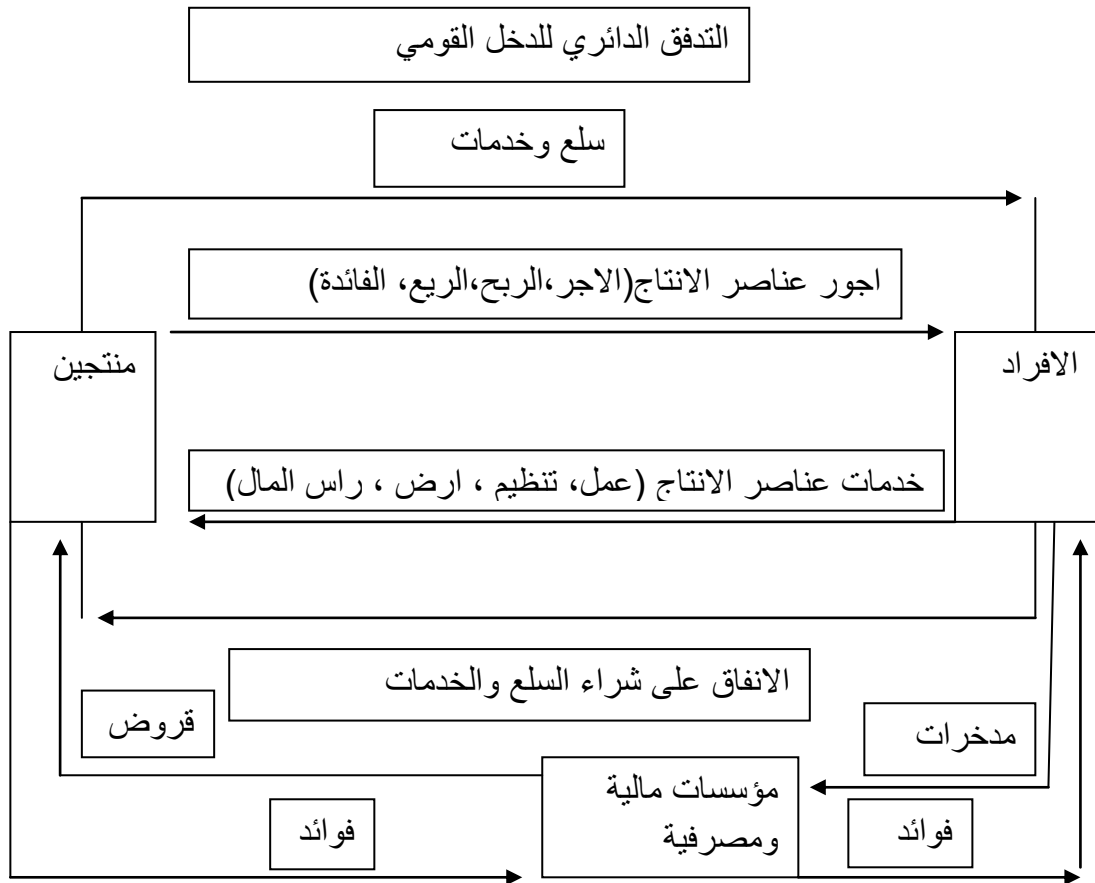 التدفق الدائري للدخل القومي
سلع وخدمات
اجور عناصر الانتاج(الاجر،الربح،الريع، الفائدة)
الافراد
منتجين
خدمات عناصر الانتاج (عمل، تنظيم ، ارض ، راس المال)
الانفاق على شراء السلع والخدمات
مدخرات
قروض
مؤسسات مالية
ومصرفية
فوائد
فوائد